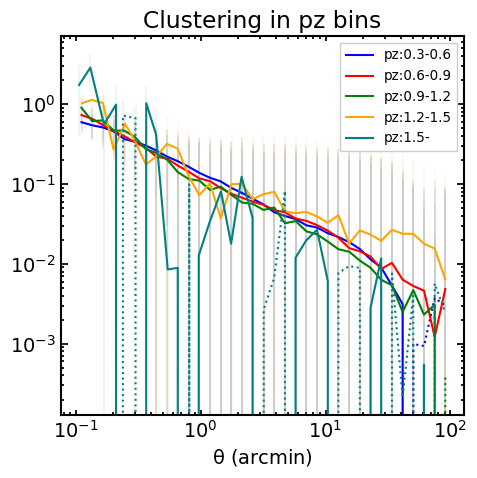 Clustering in pz bins
pz:0.3-0.6
pz:0.6-0.9
pz:0.9-1.2
pz:1.2-1.5
pz:1.5-
10⁰
10⁻¹
10⁻²
10⁻³
10⁻¹ 10⁰ 10¹ 10²
θ (arcmin)